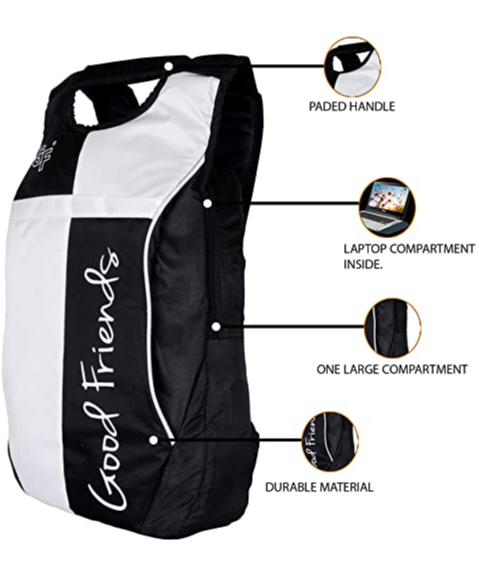 PADED HANDLE
LAPTOP COMPARTMENT
INSIDE.
ONE LARGE COMPARTMENT
DURABLE MATERIAL
Good Friends